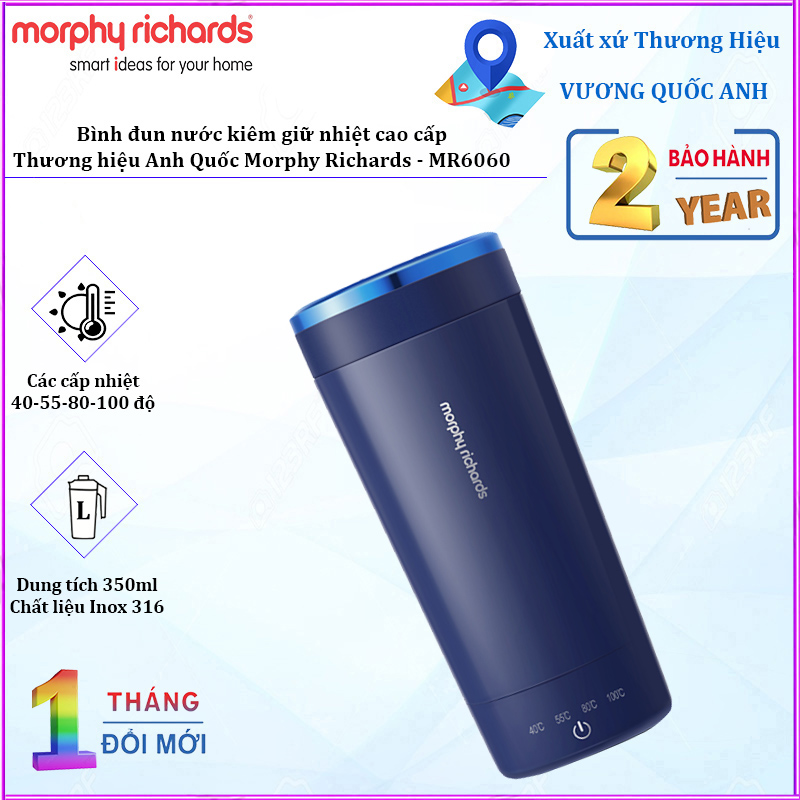 morphy richards®
smart ideas for your home
Xuất xứ Thương Hiệu
VƯƠNG QUỐC ANH
Bình đun nước kiêm giữ nhiệt cao cấp
Thương hiệu Anh Quốc Morphy Richards - MR6060
2 BẢO HÀNH
YEAR
Các cấp nhiệt
40-55-80-100 độ
morphy richards
L
Dung tích 350ml
Chất liệu Inox 316
1 THÁNG
ĐỔI MỚI
40°C 55°C 80°C 100°C